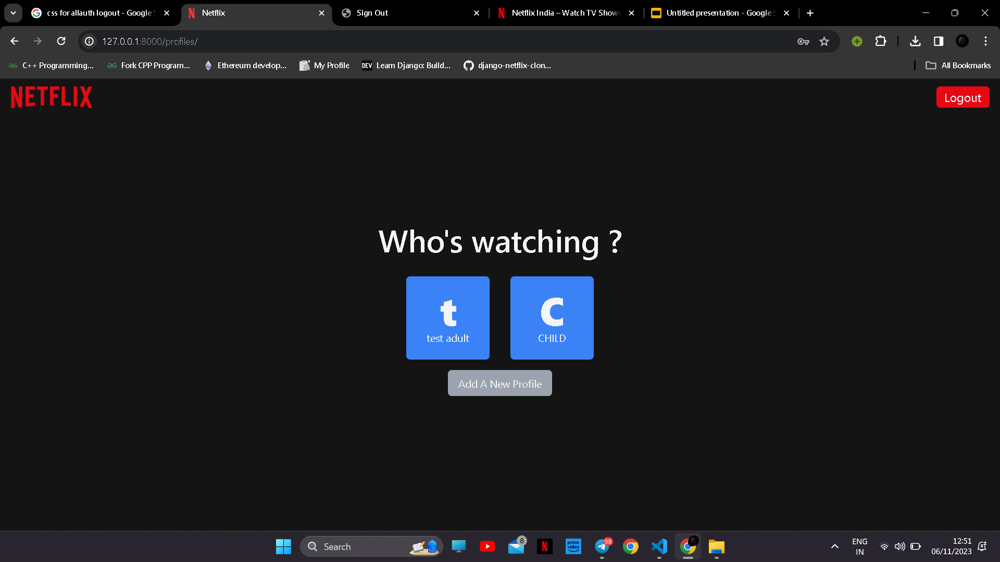 css for allauth logout - Google S
Netflix
Sign Out
Netflix India – Watch TV Shows
Untitled presentation - Google S
127.0.0.1:8000/profiles/
C++ Programming...
Fork CPP Program...
Ethereum develop...
My Profile
DEV
Learn Django: Build...
django-netflix-clon...
All Bookmarks
NETFLIX
Logout
Who's watching ?
t
test adult
C
CHILD
Add A New Profile
Search
8
N
prime video
98
ENG
IN
12:51
06/11/2023